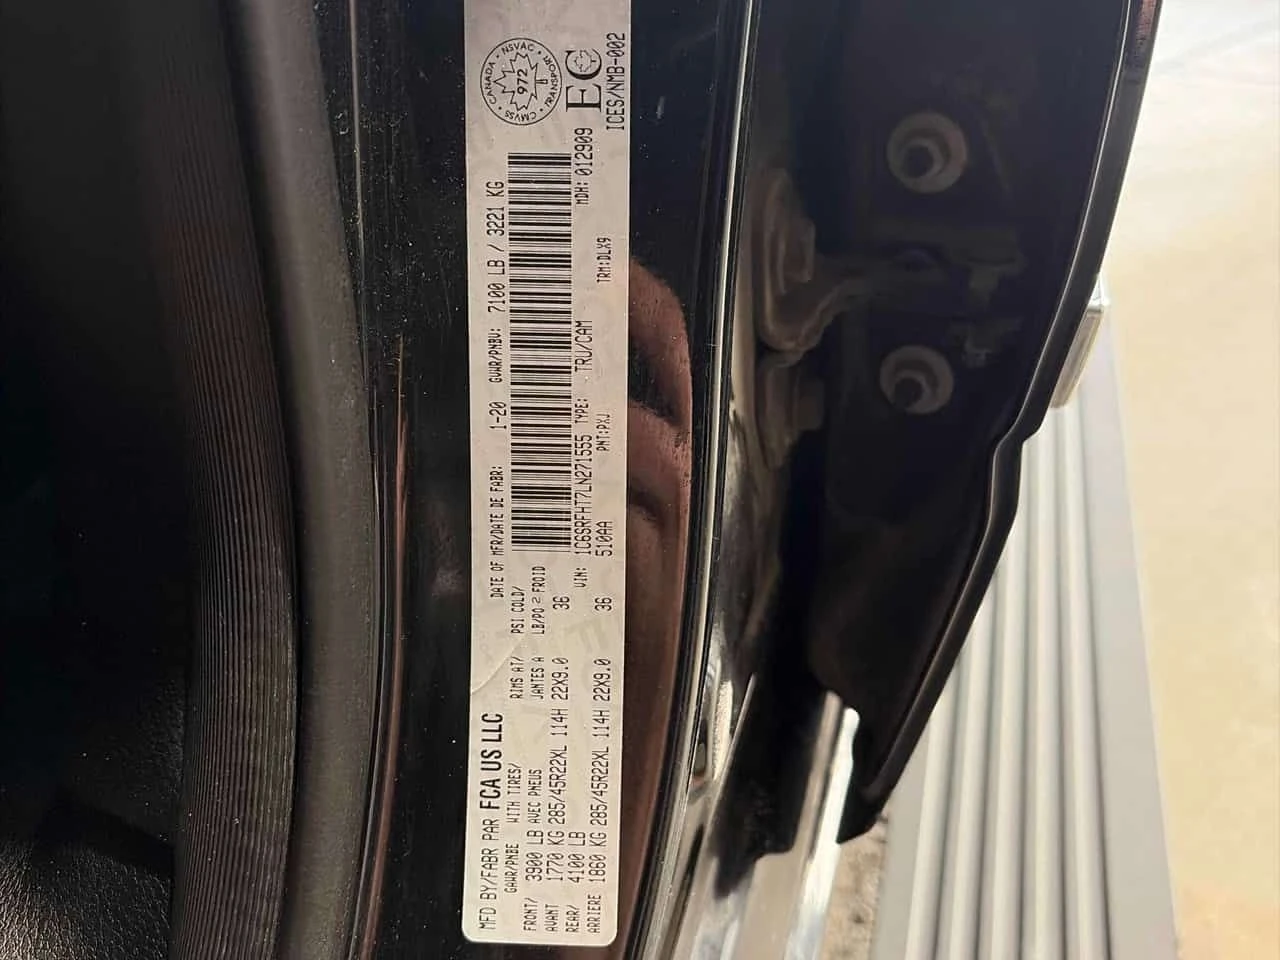 MFD BY/FABR PAR FCA US LLC
DATE OF MFR/DATE DE FABR: 1-20 GVWR/PNBV: 7100 LB / 3221 KG
GAWR/PNBE WITH TIRES/ RIMS AT/ PSI COLD/
FRONT/ 3900 LB AVEC PNEUS JANTES A LB/PO2 FROID
AVANT 1770 KG 285/45R22XL 114H 22X9.0 36
REAR/ 4100 LB
ARRIERE 1860 KG 285/45R22XL 114H 22X9.0 36
VIN: 1C6SRFHT7LN271555 TYPE: TRU/CAM MDH: 012909
510AA PNT:PXJ TRM:DLX9
CANADA • NSVAC • TRANSPORT • CMVSS •
972
EC
ICES/NMB-002